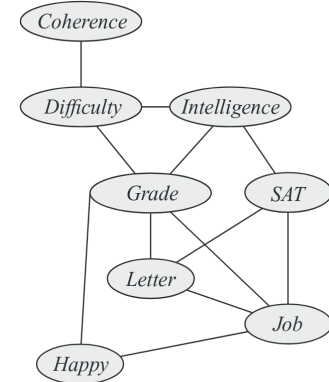 Coherence
Difficulty
Intelligence
Grade
SAT
Letter
Job
Happy